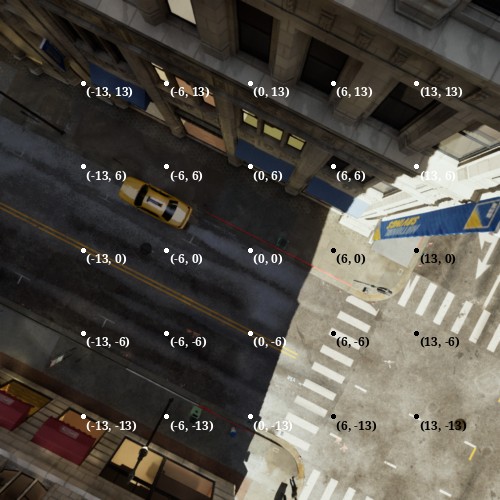 (-13, 13) (-6, 13) (0, 13) (6, 13) (13, 13)
(-13, 6) (-6, 6) (0, 6) (6, 6) (13, 6)
(-13, 0) (-6, 0) (0, 0) (6, 0) (13, 0)
(-13, -6) (-6, -6) (0, -6) (6, -6) (13, -6)
(-13, -13) (-6, -13) (0, -13) (6, -13) (13, -13)